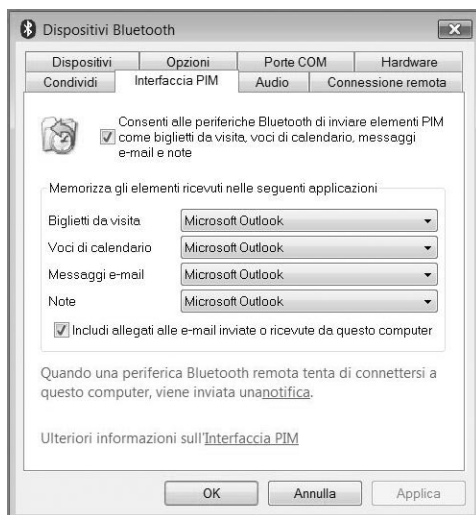 Dispositivi Bluetooth
Dispositivi Opzioni Porte COM Hardware
Condividi Interfaccia PIM Audio Connessione remota
Consenti alle periferiche Bluetooth di inviare elementi PIM
come biglietti da visita, voci di calendario, messaggi
e-mail e note
Memorizza gli elementi ricevuti nelle seguenti applicazioni
Biglietti da visita Microsoft Outlook
Voci di calendario Microsoft Outlook
Messaggi e-mail Microsoft Outlook
Note Microsoft Outlook
Includi allegati alle e-mail inviate o ricevute da questo computer
Quando una periferica Bluetooth remota tenta di connettersi a
questo computer, viene inviata unanotifica.
Ulteriori informazioni sull'Interfaccia PIM
OK Annulla Applica